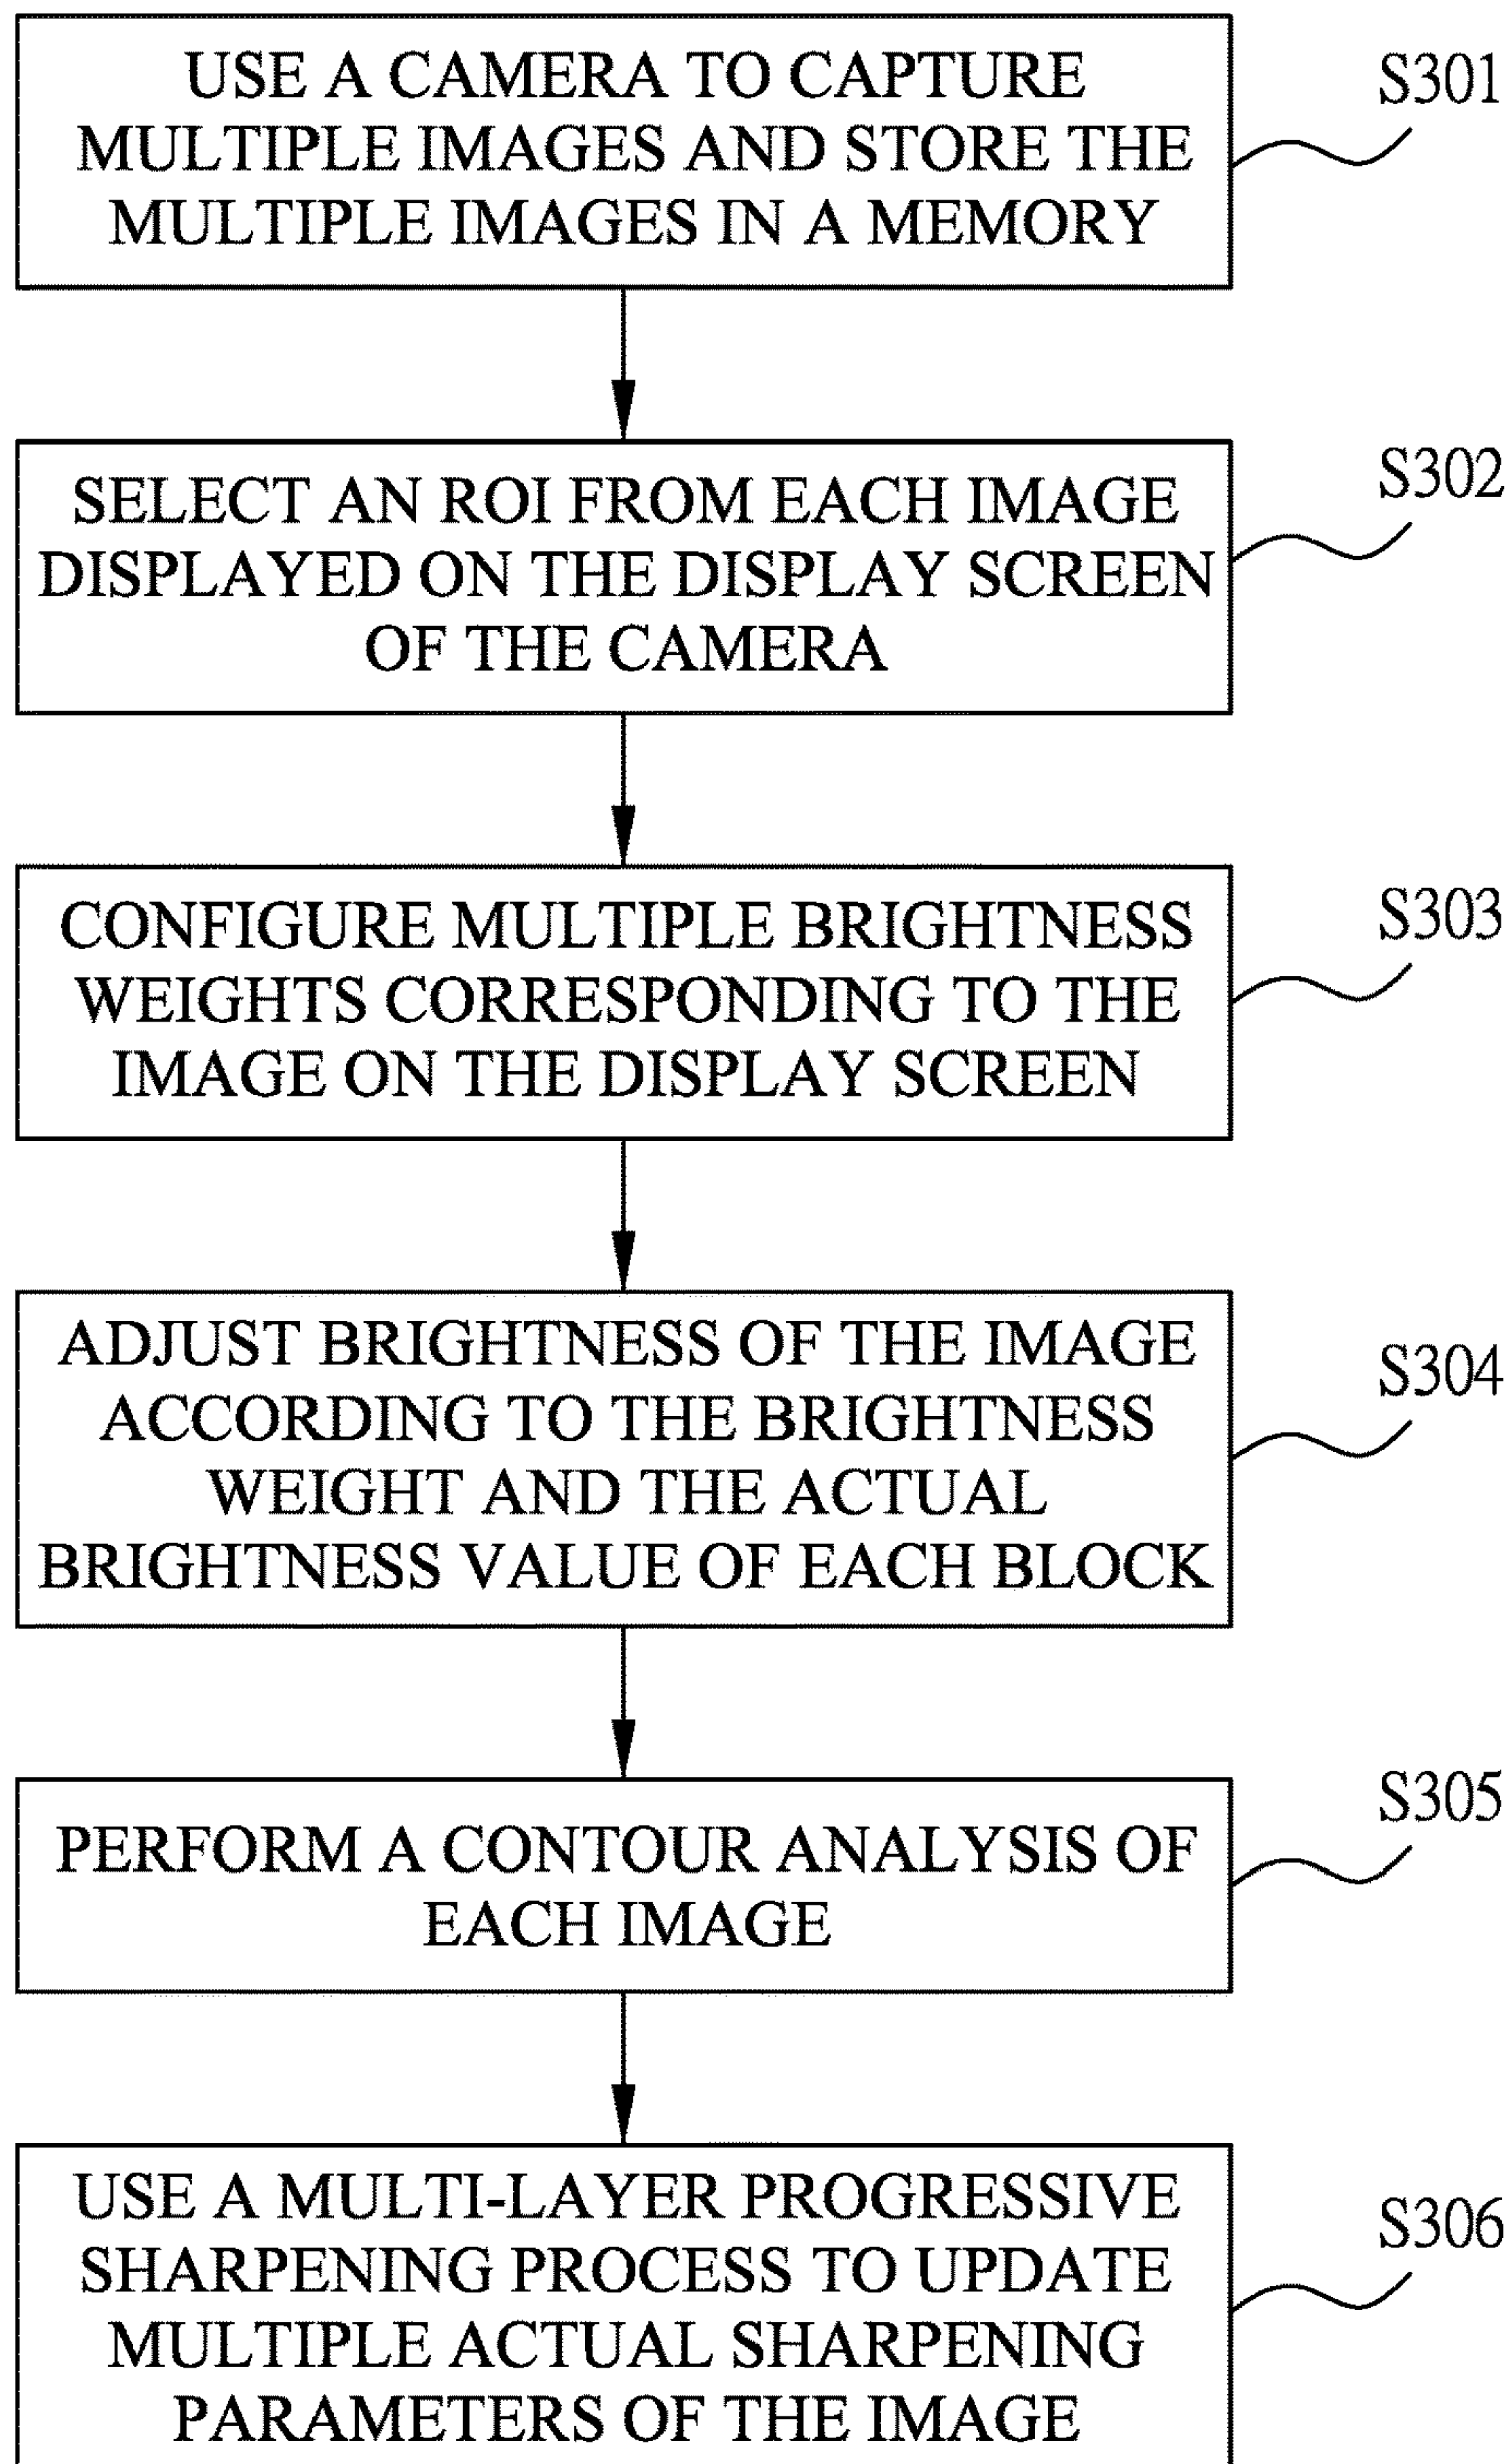 USE A CAMERA TO CAPTURE
MULTIPLE IMAGES AND STORE THE
MULTIPLE IMAGES IN A MEMORY
S301
SELECT AN ROI FROM EACH IMAGE
DISPLAYED ON THE DISPLAY SCREEN
OF THE CAMERA
S302
CONFIGURE MULTIPLE BRIGHTNESS
WEIGHTS CORRESPONDING TO THE
IMAGE ON THE DISPLAY SCREEN
S303
ADJUST BRIGHTNESS OF THE IMAGE
ACCORDING TO THE BRIGHTNESS
WEIGHT AND THE ACTUAL
BRIGHTNESS VALUE OF EACH BLOCK
S304
PERFORM A CONTOUR ANALYSIS OF
EACH IMAGE
S305
USE A MULTI-LAYER PROGRESSIVE
SHARPENING PROCESS TO UPDATE
MULTIPLE ACTUAL SHARPENING
PARAMETERS OF THE IMAGE
S306